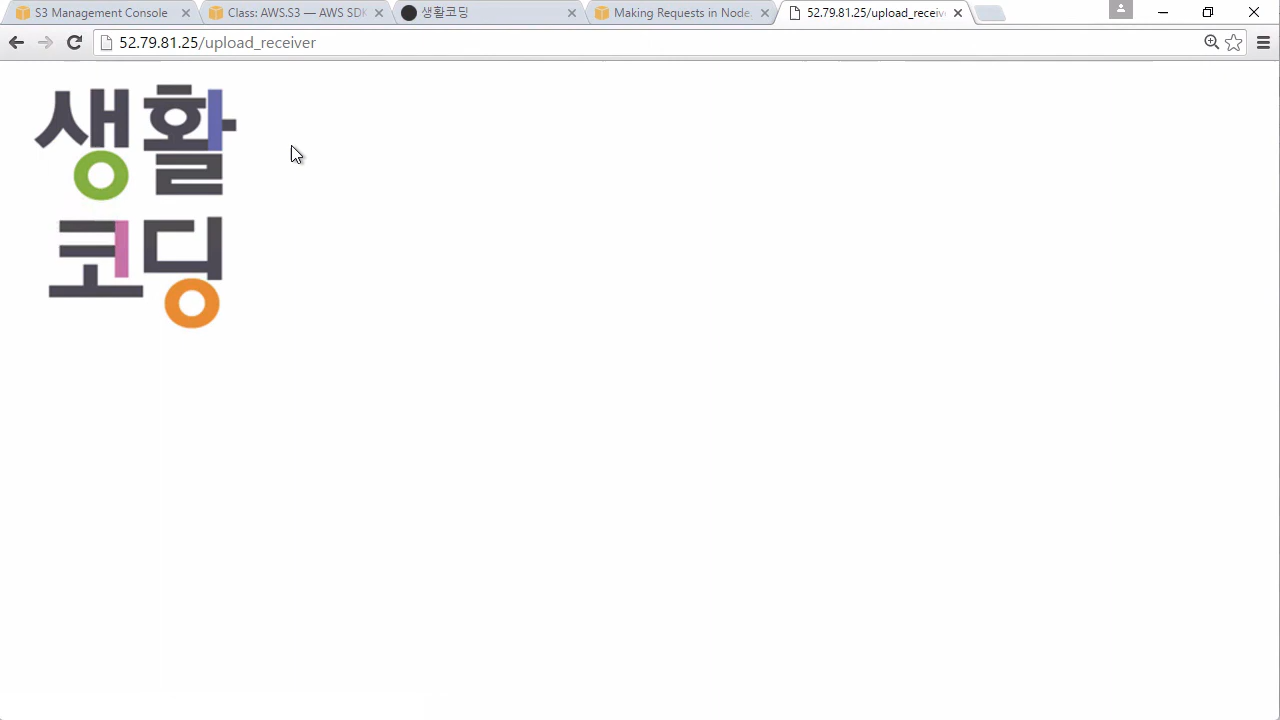 S3 Management Console
Class: AWS.S3 — AWS SDK
생활코딩
Making Requests in Node.
52.79.81.25/upload_receiv
52.79.81.25/upload_receiver
생활
코딩